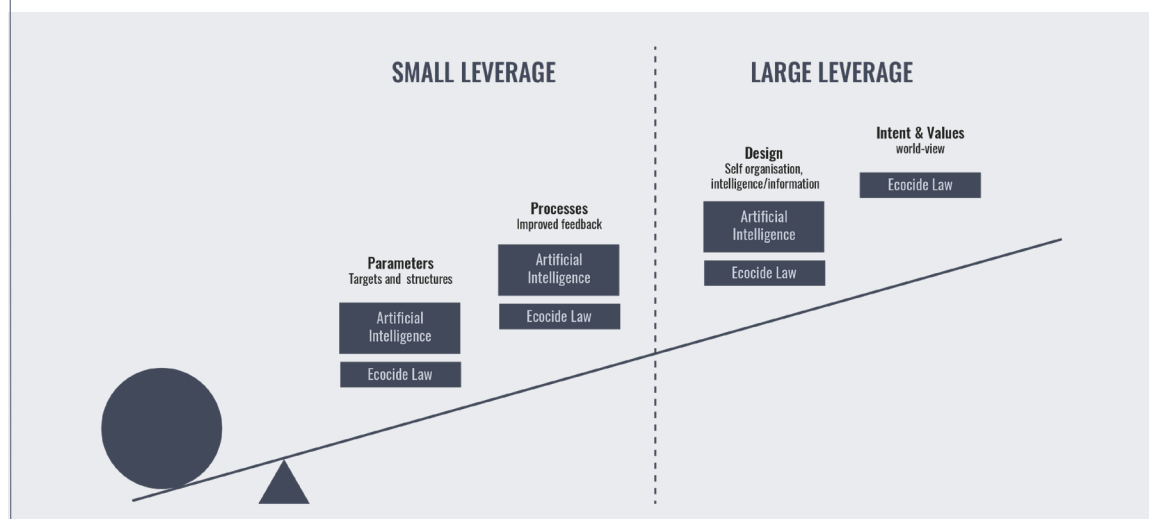 SMALL LEVERAGE
LARGE LEVERAGE
Parameters
Targets and structures
Artificial
Intelligence
Ecocide Law
Processes
Improved feedback
Artificial
Intelligence
Ecocide Law
Design
Self organisation,
intelligence/information
Artificial
Intelligence
Ecocide Law
Intent & Values
world-view
Ecocide Law